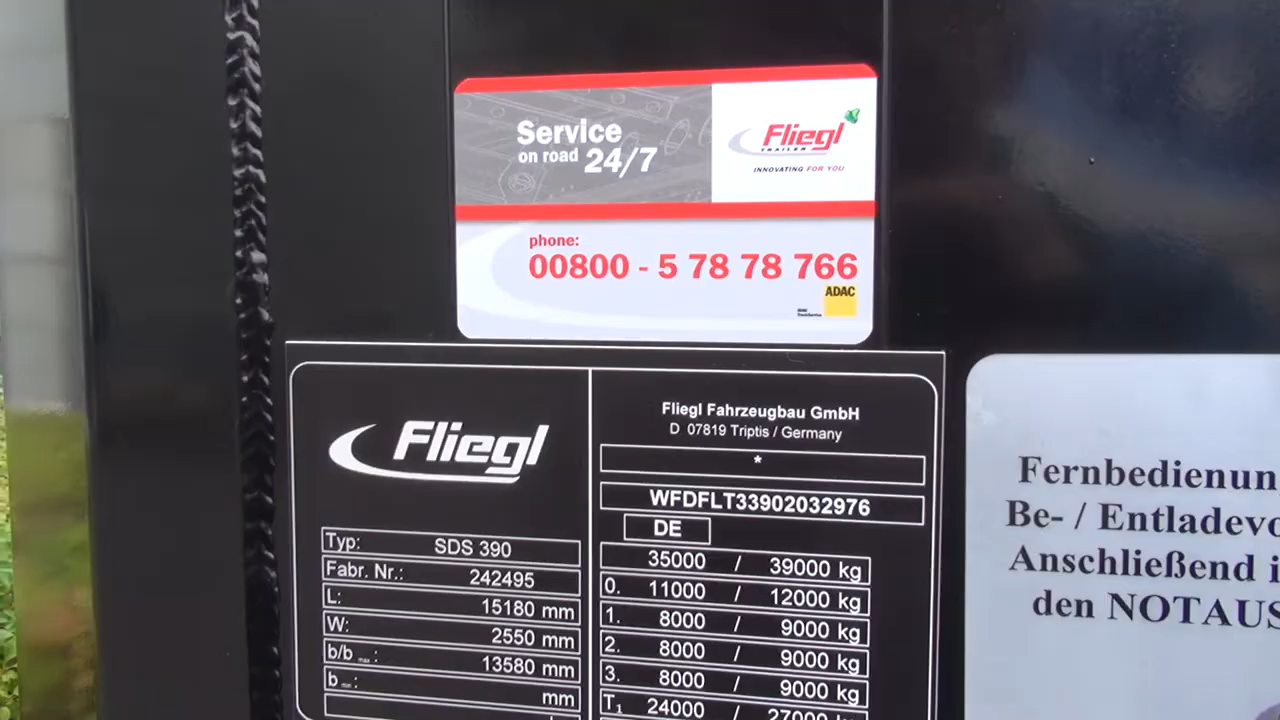 Service
on road 24/7
Fliegl
TRAILER
INNOVATING FOR YOU
phone:
00800 - 5 78 78 766
ADAC
Fliegl
Fliegl Fahrzeugbau GmbH
D 07819 Triptis / Germany
*
WFDFLT33902032976
DE
Typ: SDS 390
Fabr. Nr.: 242495
L: 15180 mm
W: 2550 mm
b/b max: 13580 mm
b : mm
35000 / 39000 kg
0. 11000 / 12000 kg
1. 8000 / 9000 kg
2. 8000 / 9000 kg
3. 8000 / 9000 kg
T1 24000 / 27000 kg
Fernbedienun
Be- / Entladevo
Anschließend i
den NOTAUS